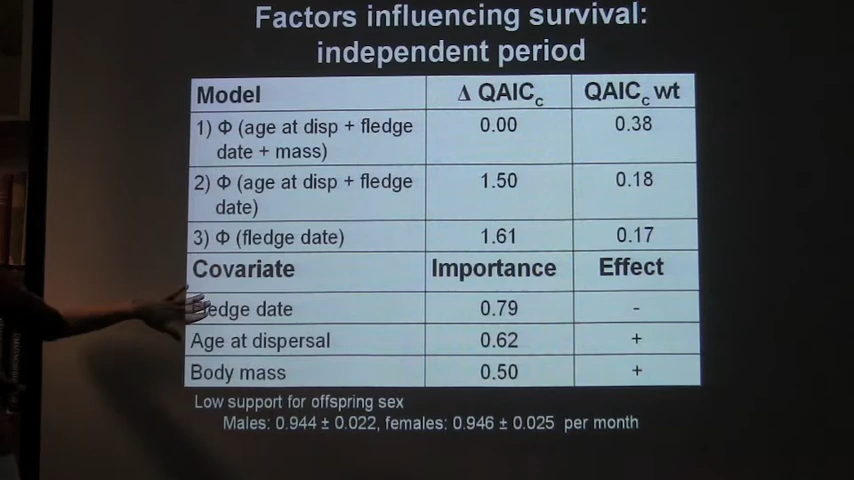 Factors influencing survival:
independent period
Model Δ QAICc QAICc wt
1) Φ (age at disp + fledge 0.00 0.38
date + mass)
2) Φ (age at disp + fledge 1.50 0.18
date)
3) Φ (fledge date) 1.61 0.17
Covariate Importance Effect
Fledge date 0.79 -
Age at dispersal 0.62 +
Body mass 0.50 +
Low support for offspring sex
Males: 0.944 ± 0.022, females: 0.946 ± 0.025 per month